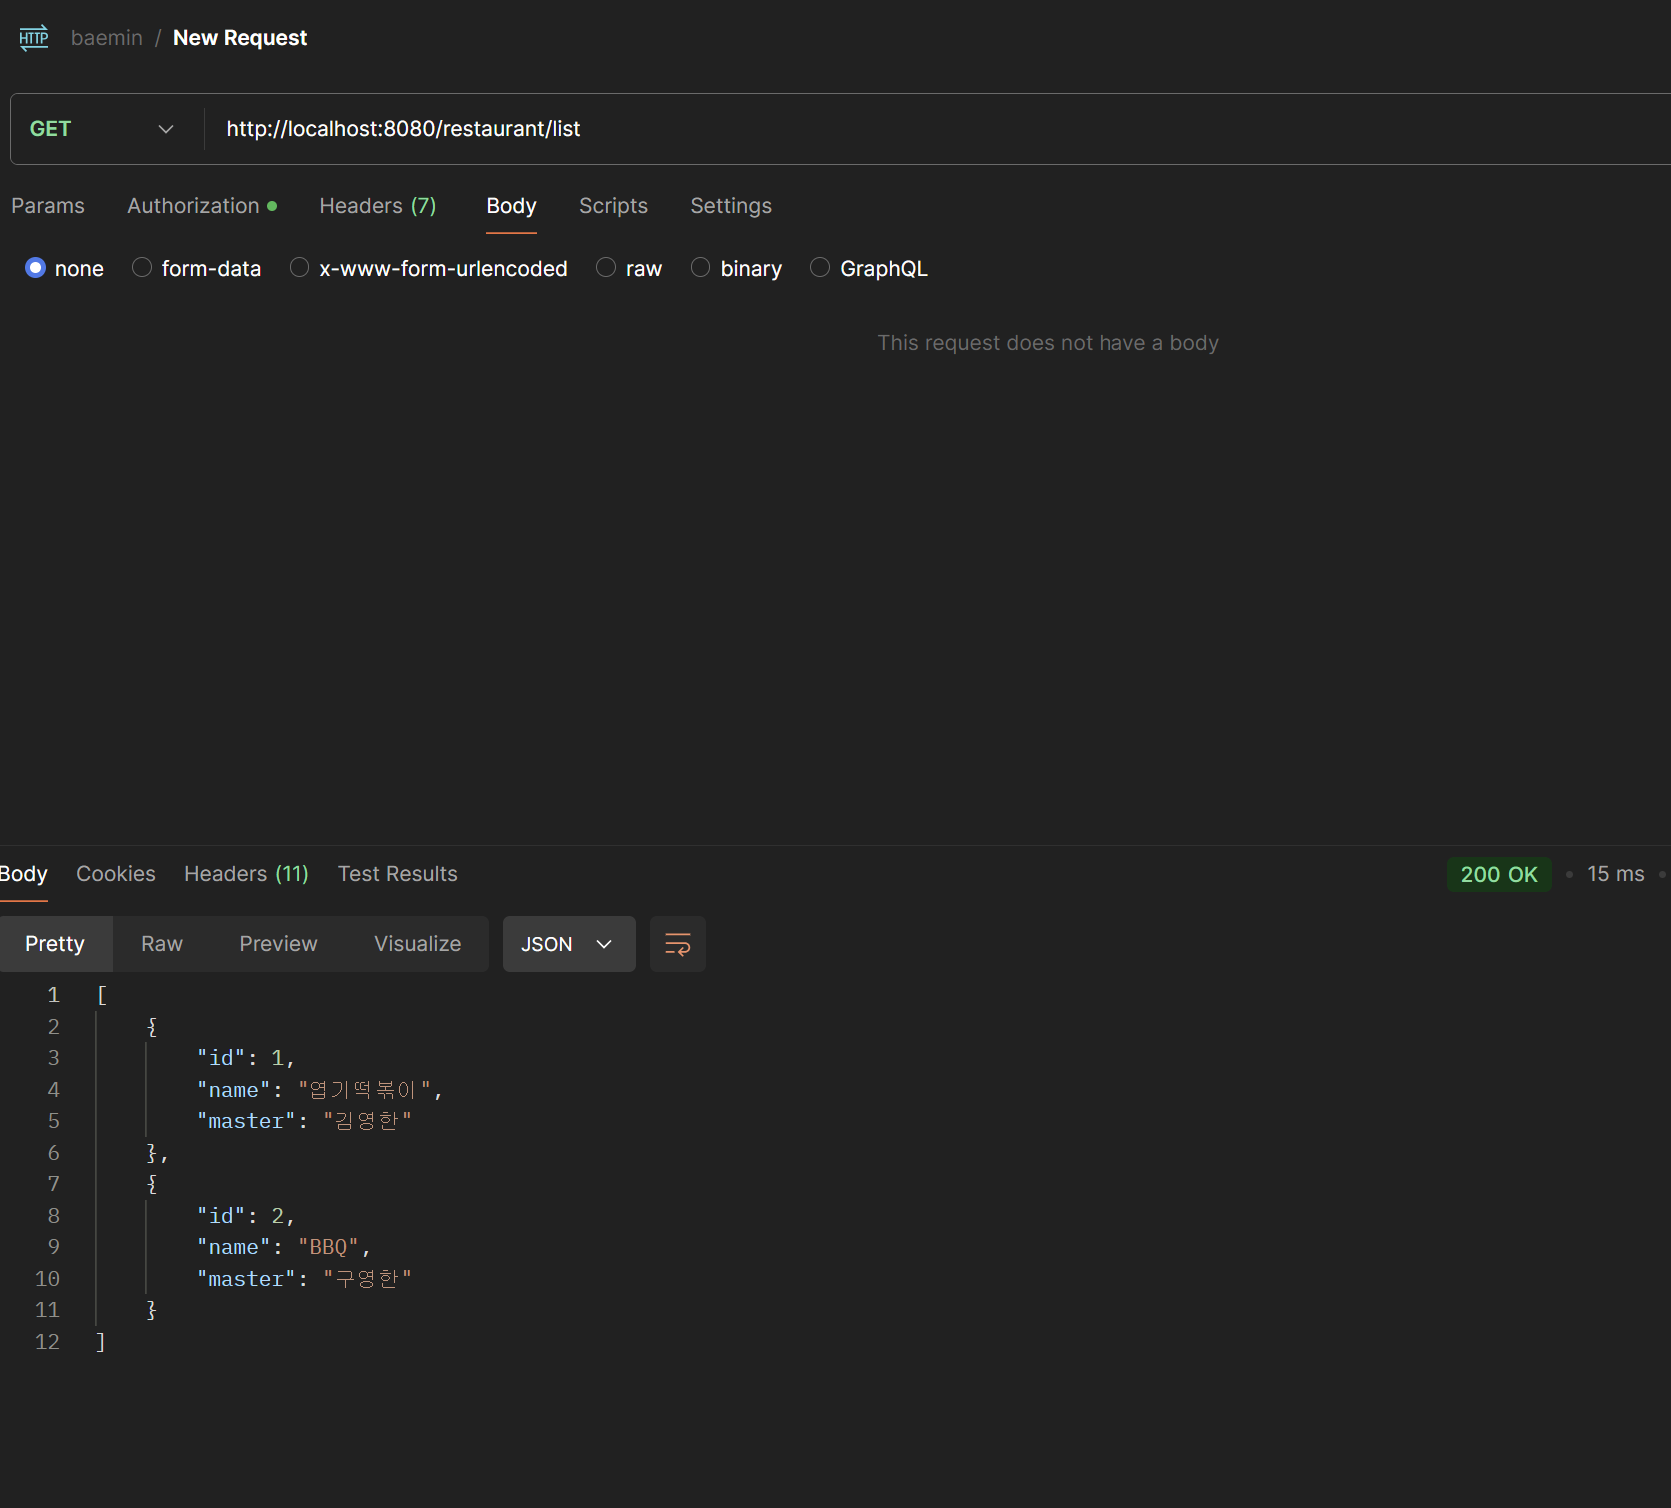 HTTP baemin / New Request
GET http://localhost:8080/restaurant/list
Params Authorization Headers (7) Body Scripts Settings
none form-data x-www-form-urlencoded raw binary GraphQL
This request does not have a body
Body Cookies Headers (11) Test Results 200 OK • 15 ms •
Pretty Raw Preview Visualize JSON
1 [
2 {
3 "id": 1,
4 "name": "엽기떡볶이",
5 "master": "김영한"
6 },
7 {
8 "id": 2,
9 "name": "BBQ",
10 "master": "구영한"
11 }
12 ]